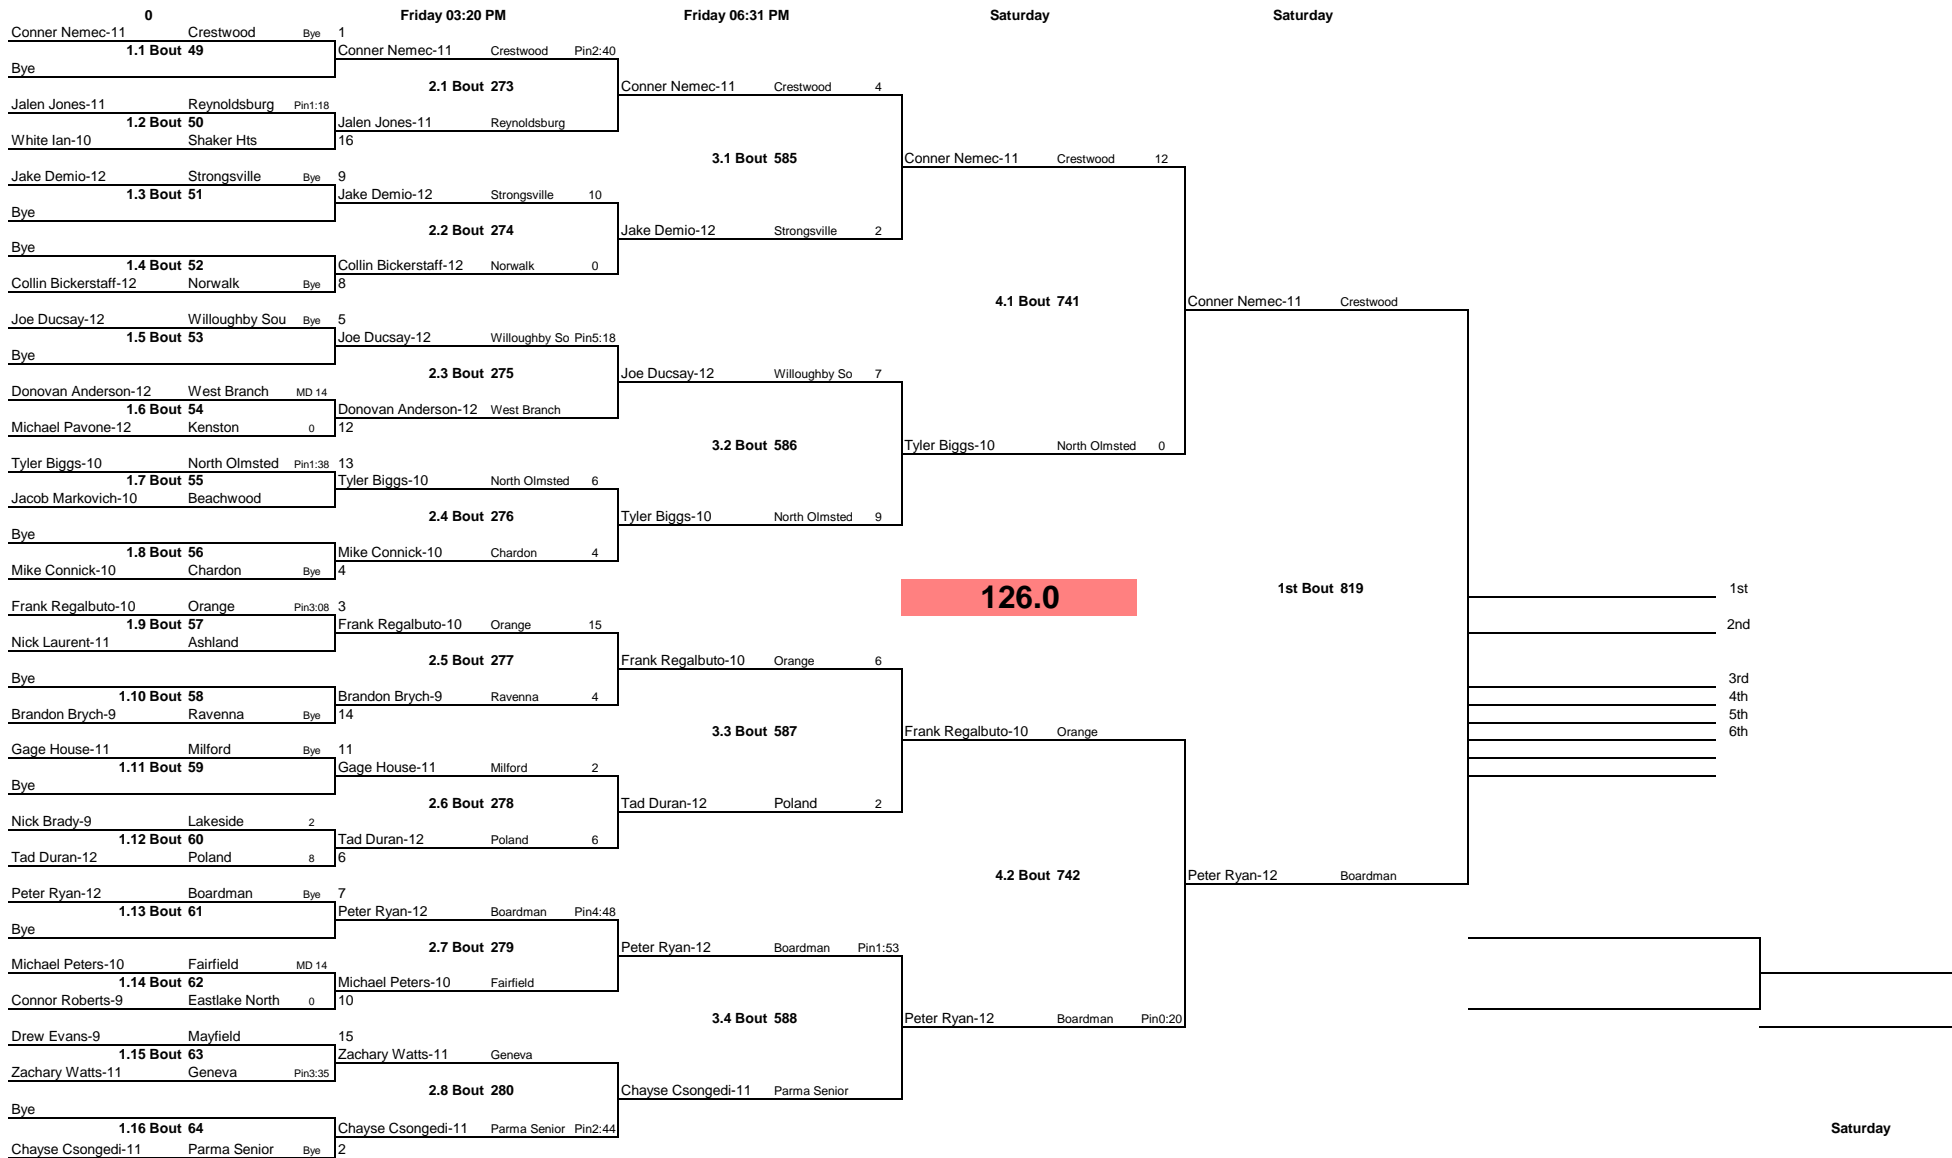 0 Friday 03:20 PM Friday 06:31 PM Saturday Saturday
Conner Nemec-11 Crestwood Bye 1
1.1 Bout 49 Conner Nemec-11 Crestwood Pin2:40
Bye
2.1 Bout 273 Conner Nemec-11 Crestwood 4
Jalen Jones-11 Reynoldsburg Pin1:18
1.2 Bout 50 Jalen Jones-11 Reynoldsburg
White Ian-10 Shaker Hts 16
3.1 Bout 585 Conner Nemec-11 Crestwood 12
Jake Demio-12 Strongsville Bye 9
1.3 Bout 51 Jake Demio-12 Strongsville 10
Bye
2.2 Bout 274 Jake Demio-12 Strongsville 2
Bye
1.4 Bout 52 Collin Bickerstaff-12 Norwalk 0
Collin Bickerstaff-12 Norwalk Bye 8
4.1 Bout 741 Conner Nemec-11 Crestwood
Joe Ducsay-12 Willoughby Sou Bye 5
1.5 Bout 53 Joe Ducsay-12 Willoughby So Pin5:18
Bye
2.3 Bout 275 Joe Ducsay-12 Willoughby So 7
Donovan Anderson-12 West Branch MD 14
1.6 Bout 54 Donovan Anderson-12 West Branch
Michael Pavone-12 Kenston 0 12
3.2 Bout 586 Tyler Biggs-10 North Olmsted 0
Tyler Biggs-10 North Olmsted Pin1:38 13
1.7 Bout 55 Tyler Biggs-10 North Olmsted 6
Jacob Markovich-10 Beachwood
2.4 Bout 276 Tyler Biggs-10 North Olmsted 9
Bye
1.8 Bout 56 Mike Connick-10 Chardon 4
Mike Connick-10 Chardon Bye 4
126.0 1st Bout 819 1st
Frank Regalbuto-10 Orange Pin3:08 3
1.9 Bout 57 Frank Regalbuto-10 Orange 15 2nd
Nick Laurent-11 Ashland
2.5 Bout 277 Frank Regalbuto-10 Orange 6
Bye 3rd
1.10 Bout 58 Brandon Brych-9 Ravenna 4 4th
Brandon Brych-9 Ravenna Bye 14 5th
3.3 Bout 587 Frank Regalbuto-10 Orange 6th
Gage House-11 Milford Bye 11
1.11 Bout 59 Gage House-11 Milford 2
Bye
2.6 Bout 278 Tad Duran-12 Poland 2
Nick Brady-9 Lakeside 2
1.12 Bout 60 Tad Duran-12 Poland 6
Tad Duran-12 Poland 8 6
4.2 Bout 742 Peter Ryan-12 Boardman
Peter Ryan-12 Boardman Bye 7
1.13 Bout 61 Peter Ryan-12 Boardman Pin4:48
Bye
2.7 Bout 279 Peter Ryan-12 Boardman Pin1:53
Michael Peters-10 Fairfield MD 14
1.14 Bout 62 Michael Peters-10 Fairfield
Connor Roberts-9 Eastlake North 0 10
3.4 Bout 588 Peter Ryan-12 Boardman Pin0:20
Drew Evans-9 Mayfield 15
1.15 Bout 63 Zachary Watts-11 Geneva
Zachary Watts-11 Geneva Pin3:35
2.8 Bout 280 Chayse Csongedi-11 Parma Senior
Bye
1.16 Bout 64 Chayse Csongedi-11 Parma Senior Pin2:44 Saturday
Chayse Csongedi-11 Parma Senior Bye 2